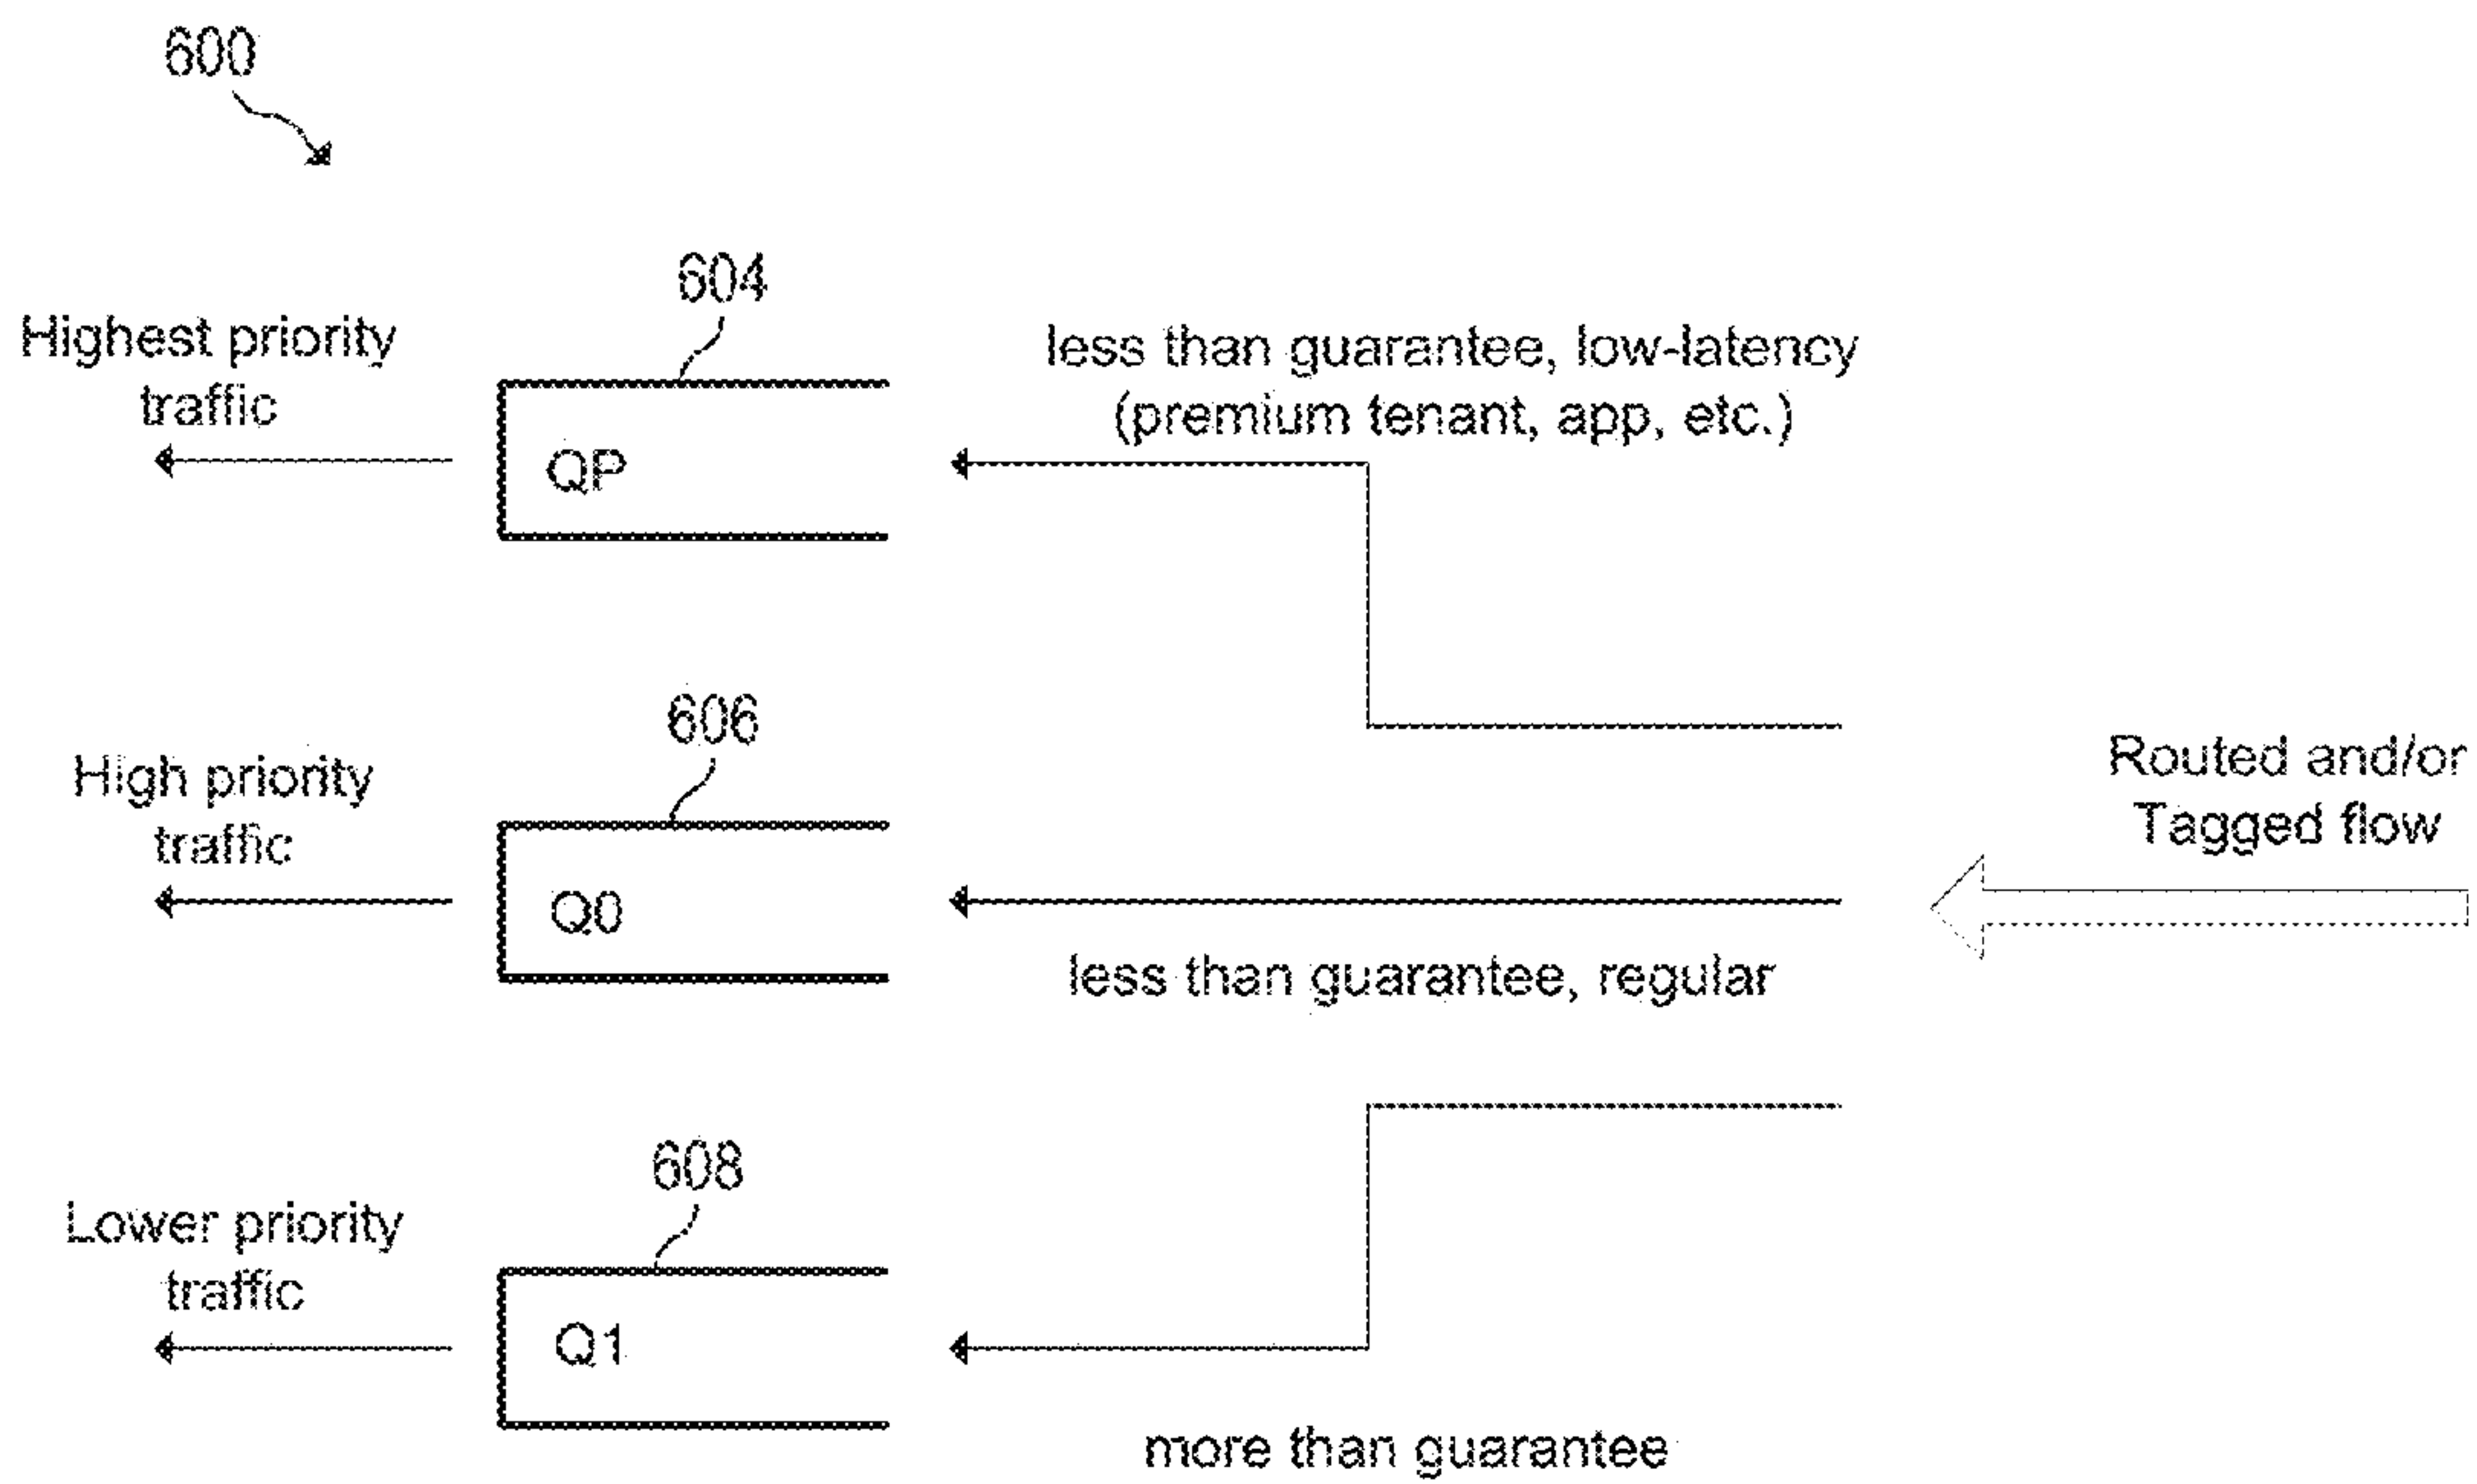 600
604
Highest priority
traffic
less than guarantee, low-latency
(premium tenant, app, etc.)
QP
606
High priority
traffic
Routed and/or
Tagged flow
Q0
less than guarantee, regular
608
Lower priority
traffic
Q1
more than guarantee